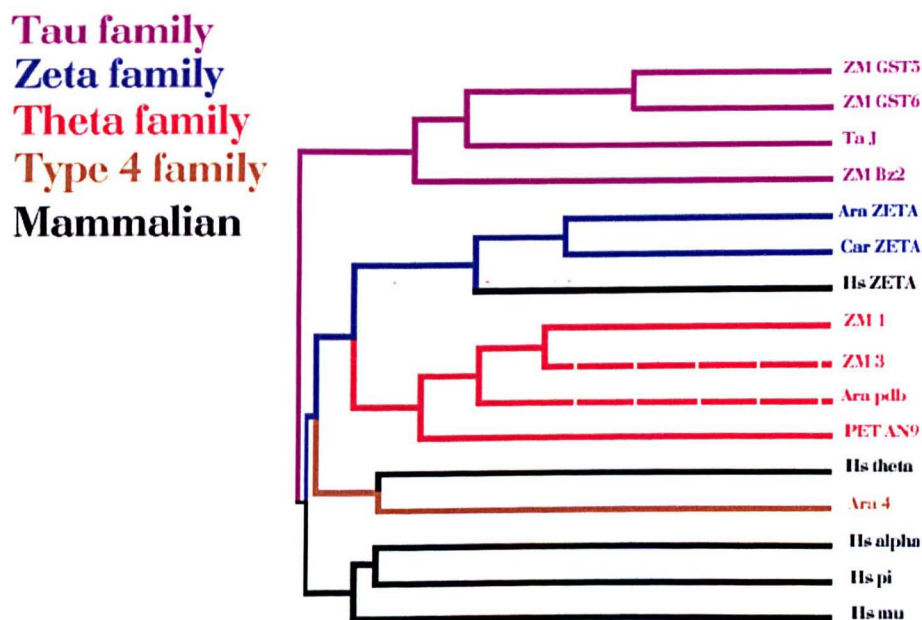 Tau family
Zeta family
Theta family
Type 4 family
Mammalian
ZM GST5
ZM GST6
Ta J
ZM Bz2
Ara ZETA
Car ZETA
Hs ZETA
ZM 1
ZM 3
Ara pdb
PET AN9
Hs theta
Ara 4
Hs alpha
Hs pi
Hs mu